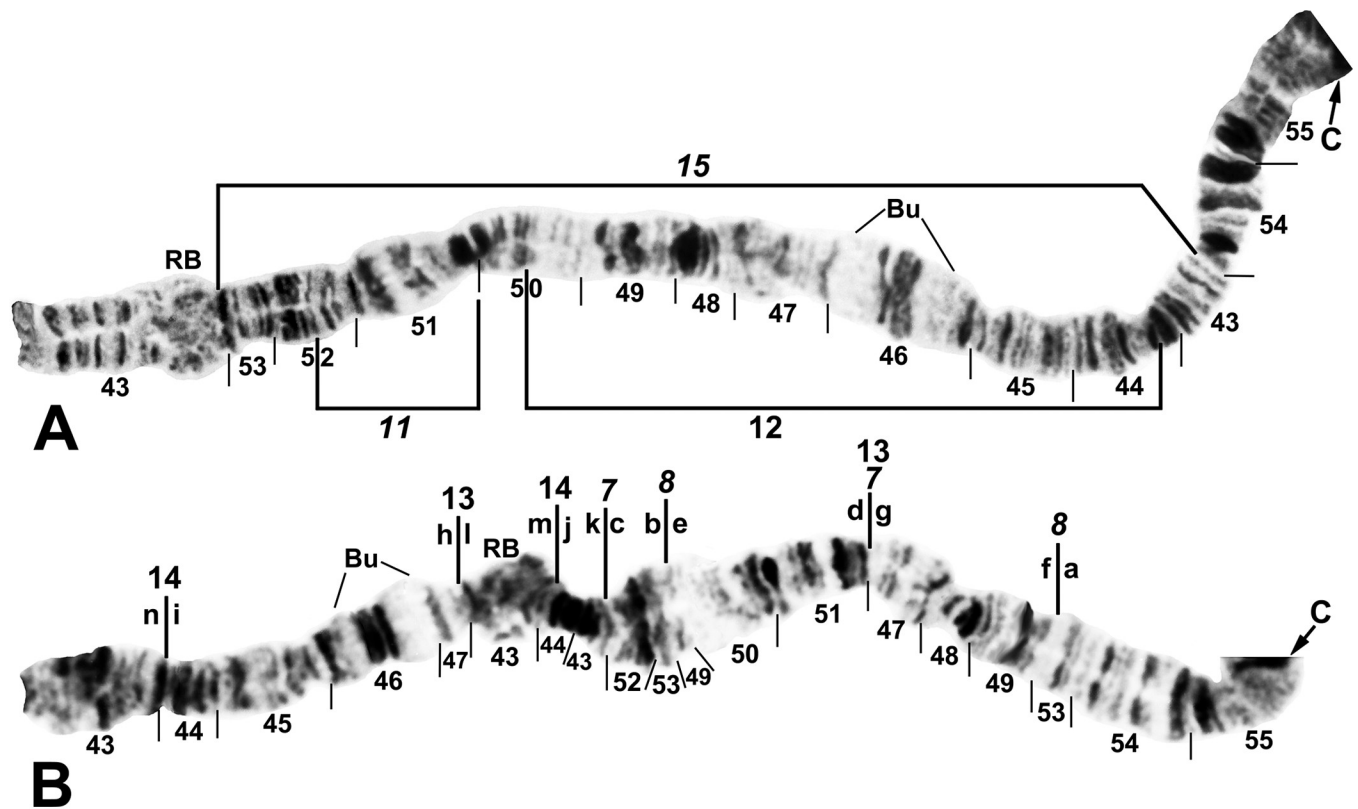 15
RB
Bu
55 C
54
43
43 53 52 51 50 49 48 47 46 45 44
11 12
A
14
n i
Bu
13
h l
RB
14
m j
7
k c
8
b e
13
7
d g
8
f a
C
43 44 45 46 47 43 44 43 52 53 49 50 51 47 48 49 53 54 55
B